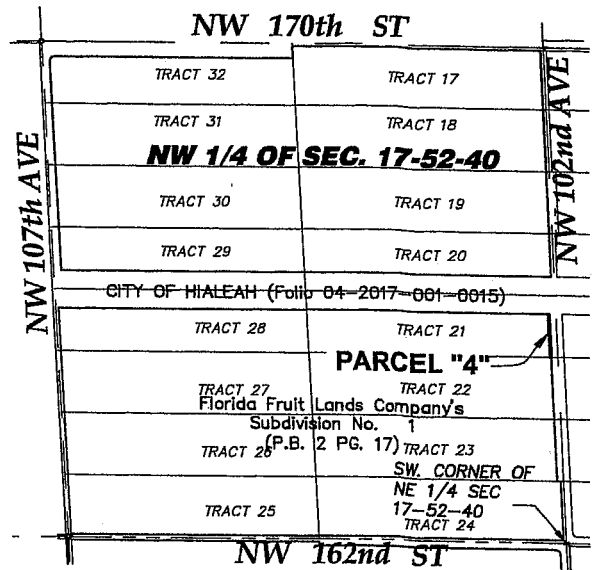 NW 170th ST
TRACT 32
TRACT 17
TRACT 31
TRACT 18
NW 1/4 OF SEC. 17-52-40
NW 107th AVE
NW 102nd AVE
TRACT 30
TRACT 19
TRACT 29
TRACT 20
CITY OF HIALEAH (Folio 04-2017-001-0015)
TRACT 28
TRACT 21
PARCEL "4"
TRACT 27
TRACT 22
Florida Fruit Lands Company's
Subdivision No. 1
(P.B. 2 PG. 17)
TRACT 26
TRACT 23
SW. CORNER OF
NE 1/4 SEC
17-52-40
TRACT 25
TRACT 24
NW 162nd ST